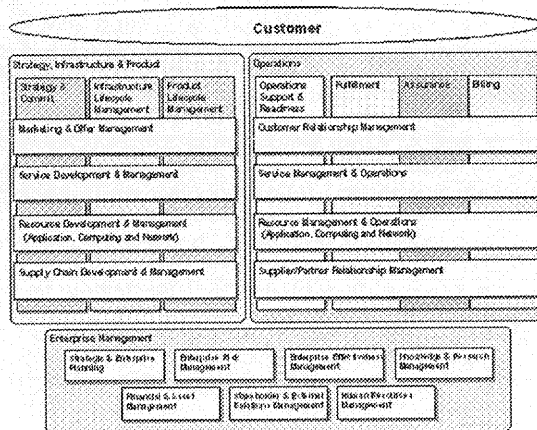 Customer
Strategy, Infrastructure & Product
Operations
Strategy &
Commit
Infrastructure
Lifecycle
Management
Product
Lifecycle
Management
Operations
Support &
Readiness
Fulfillment
Assurance
Billing
Marketing & Offer Management
Customer Relationship Management
Service Development & Management
Service Management & Operations
Resource Development & Management
(Application, Computing and Network)
Resource Management & Operations
(Application, Computing and Network)
Supply Chain Development & Management
Supplier/Partner Relationship Management
Enterprise Management
Strategic & Enterprise
Planning
Enterprise Risk
Management
Enterprise Effectiveness
Management
Knowledge & Research
Management
Financial & Asset
Management
Stakeholder & External
Relations Management
Human Resources
Management